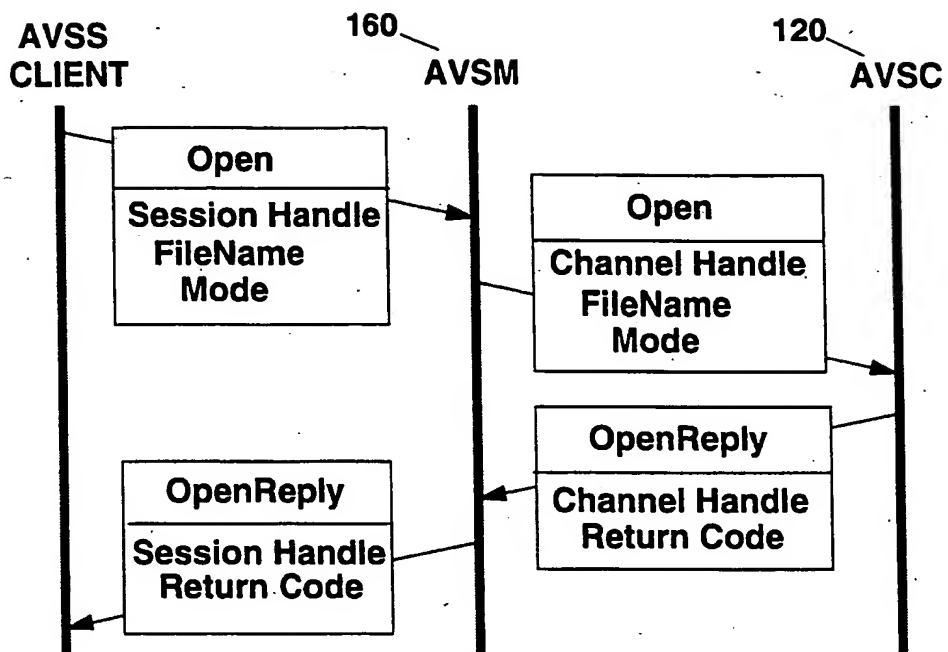 AVSS
CLIENT
160
AVSM
120
AVSC
Open
Session Handle
FileName
Mode
Open
Channel Handle
FileName
Mode
OpenReply
Channel Handle
Return Code
OpenReply
Session Handle
Return Code